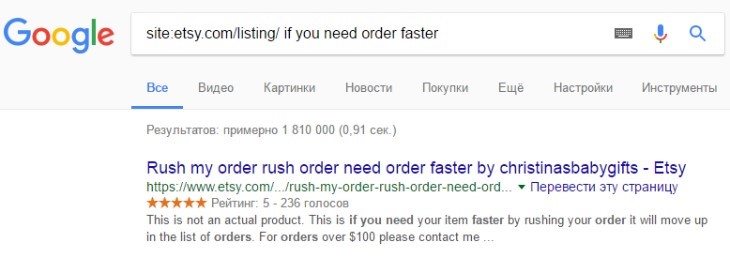 Google
site:etsy.com/listing/ if you need order faster
Все Видео Картинки Новости Покупки Ещё Настройки Инструменты
Результатов: примерно 1 810 000 (0,91 сек.)
Rush my order rush order need order faster by christinasbabygifts - Etsy
https://www.etsy.com/.../rush-my-order-rush-order-need-ord... ▼ Перевести эту страницу
★★★★★ Рейтинг: 5 - 236 голосов
This is not an actual product. This is if you need your item faster by rushing your order it will move up
in the list of orders. For orders over $100 please contact me ...